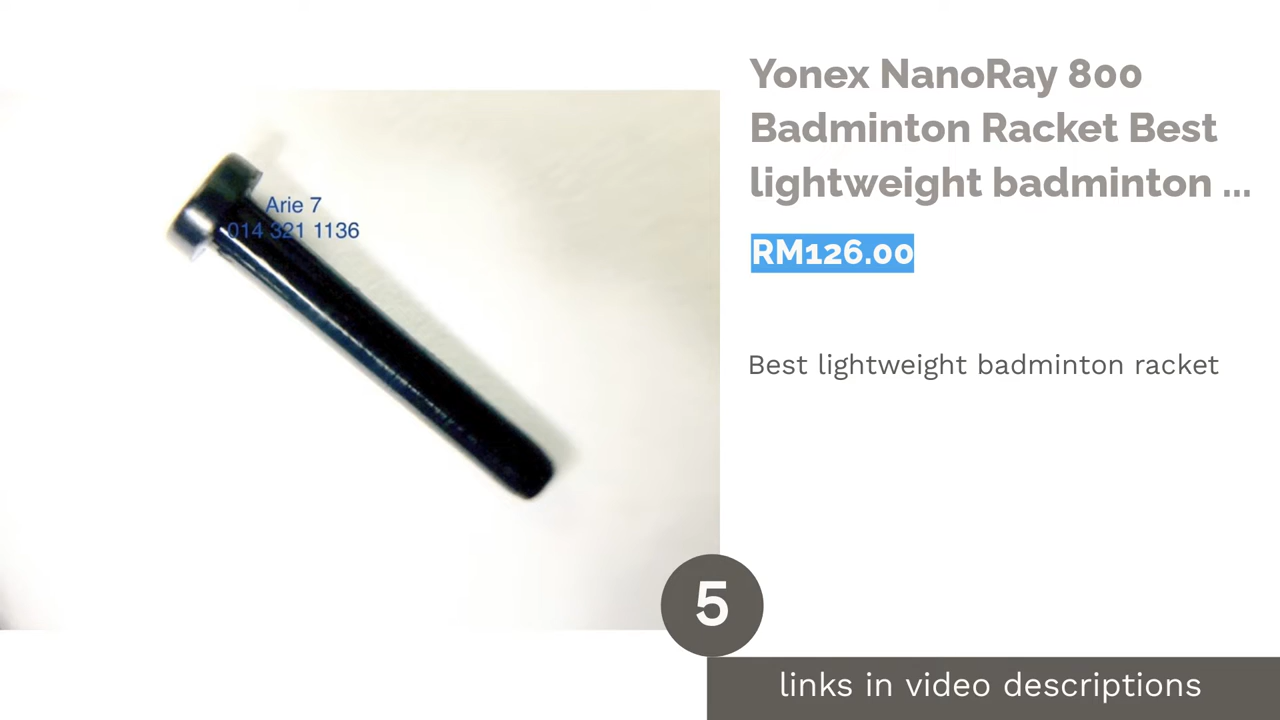 Arie 7
014 321 1136
Yonex NanoRay 800
Badminton Racket Best
lightweight badminton ...
RM126.00
Best lightweight badminton racket
5
links in video descriptions